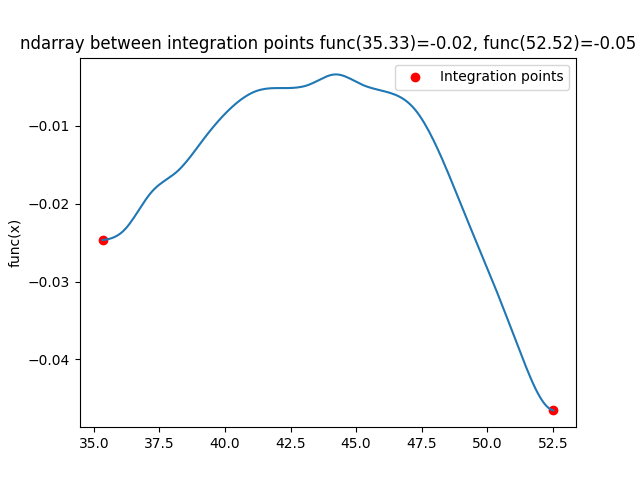 ndarray between integration points func(35.33)=-0.02, func(52.52)=-0.05
Integration points
func(x)
−0.01
−0.02
−0.03
−0.04
35.0 37.5 40.0 42.5 45.0 47.5 50.0 52.5